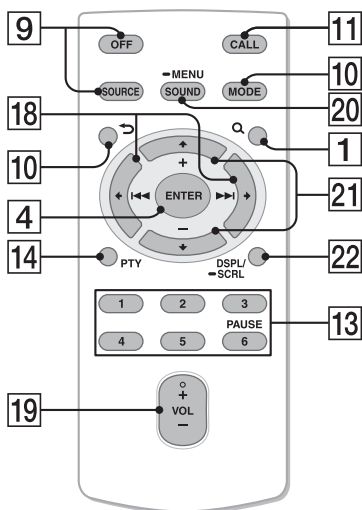 9 11
OFF CALL
-MENU 10
SOURCE SOUND MODE
18 20
10 1
+
4 ENTER 21
-
14 PTY DSPL/ 22
-SCRL
1 2 3
PAUSE 13
4 5 6
+
19 VOL
-